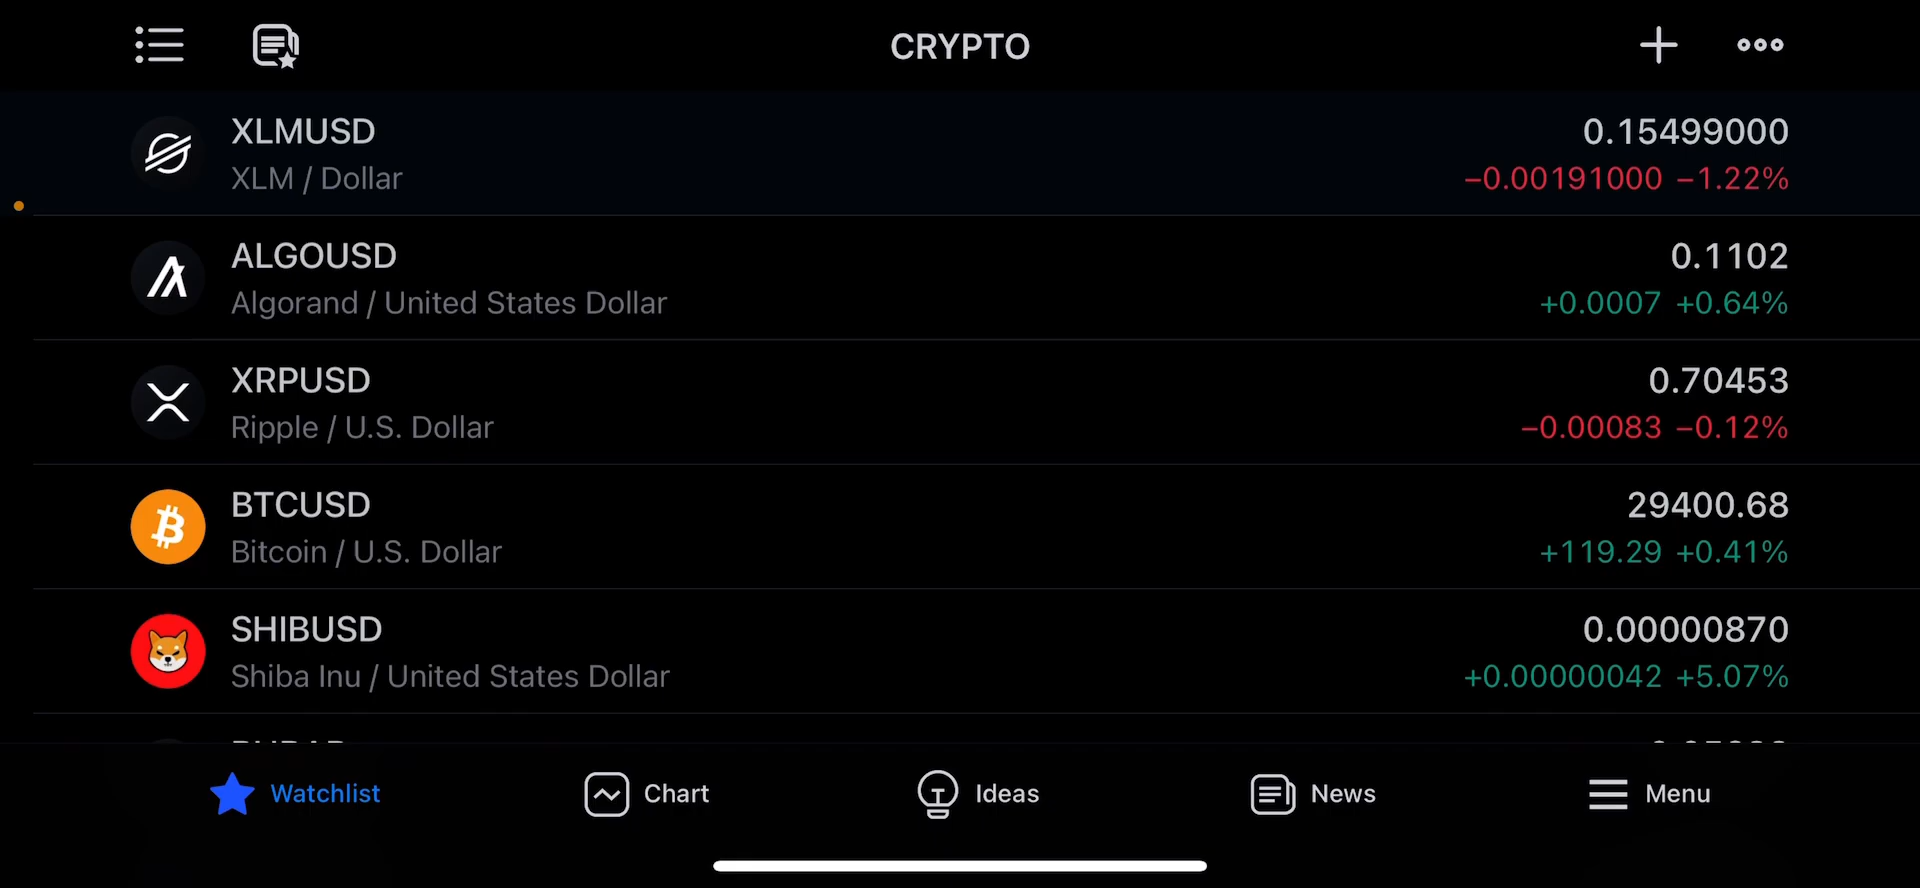 CRYPTO
XLMUSD
0.15499000
XLM / Dollar
−0.00191000 −1.22%
ALGOUSD
0.1102
Algorand / United States Dollar
+0.0007 +0.64%
XRPUSD
0.70453
Ripple / U.S. Dollar
−0.00083 −0.12%
BTCUSD
29400.68
Bitcoin / U.S. Dollar
+119.29 +0.41%
SHIBUSD
0.00000870
Shiba Inu / United States Dollar
+0.00000042 +5.07%
Watchlist
Chart
Ideas
News
Menu